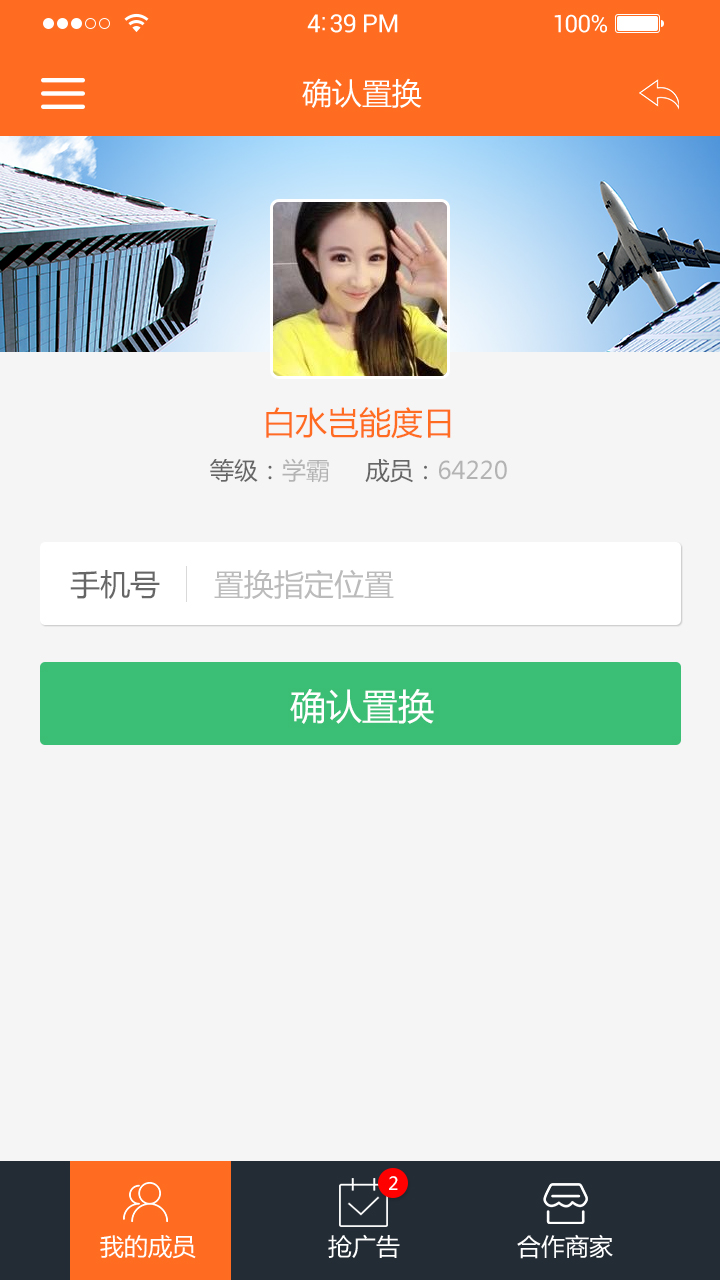 4:39 PM 100%
确认置换
白水岂能度日
等级：学霸 成员：64220
手机号 置换指定位置
确认置换
2
我的成员 抢广告 合作商家